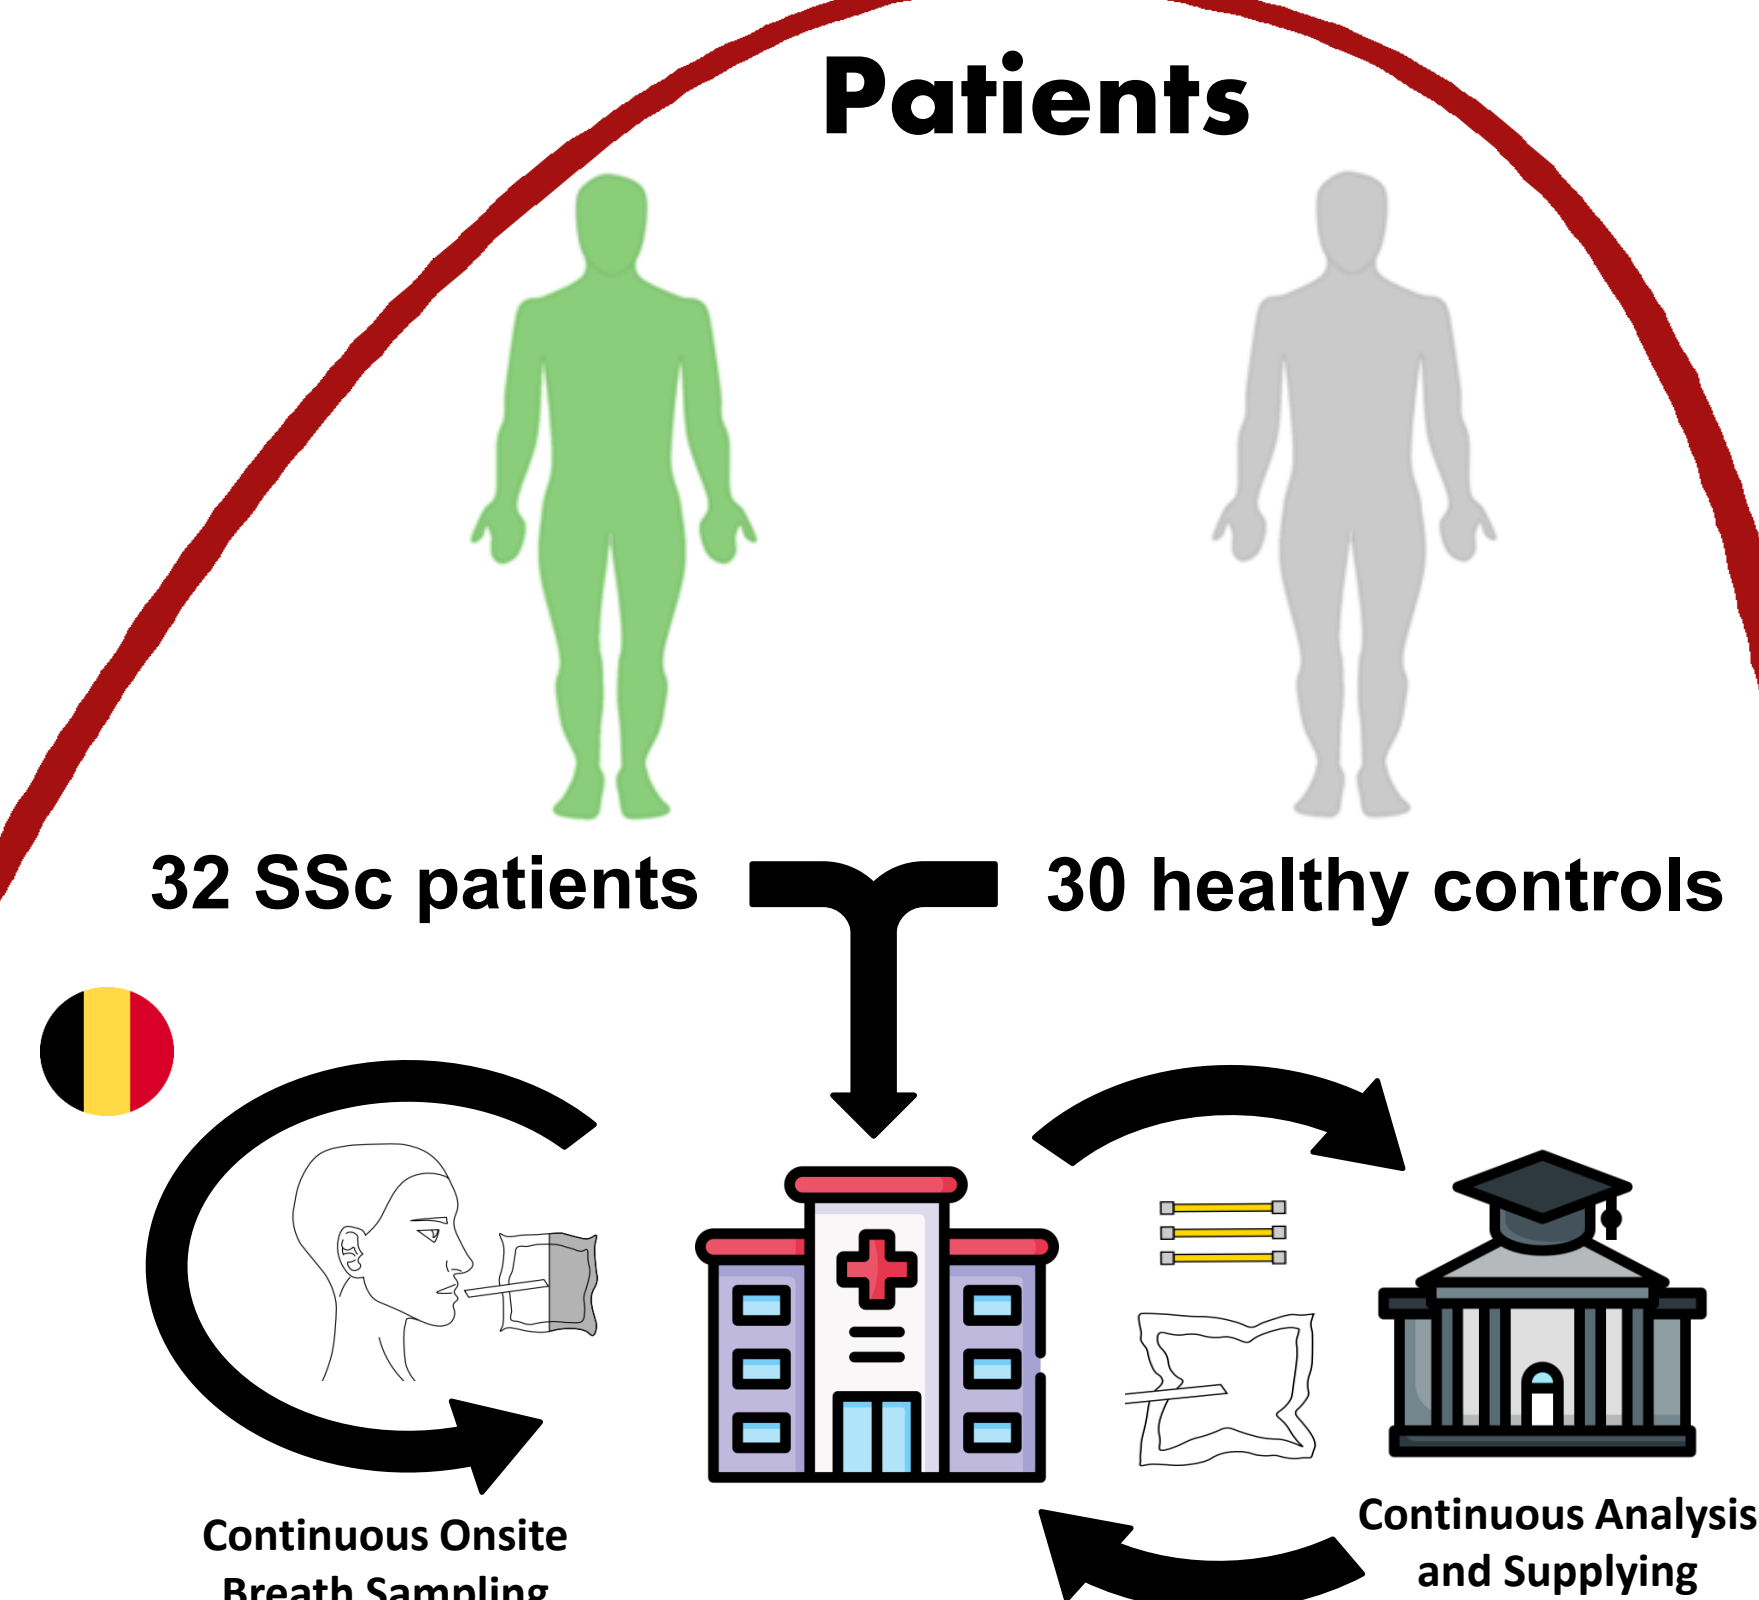 Patients
32 SSc patients
30 healthy controls
Continuous Onsite
Breath Sampling
Continuous Analysis
and Supplying